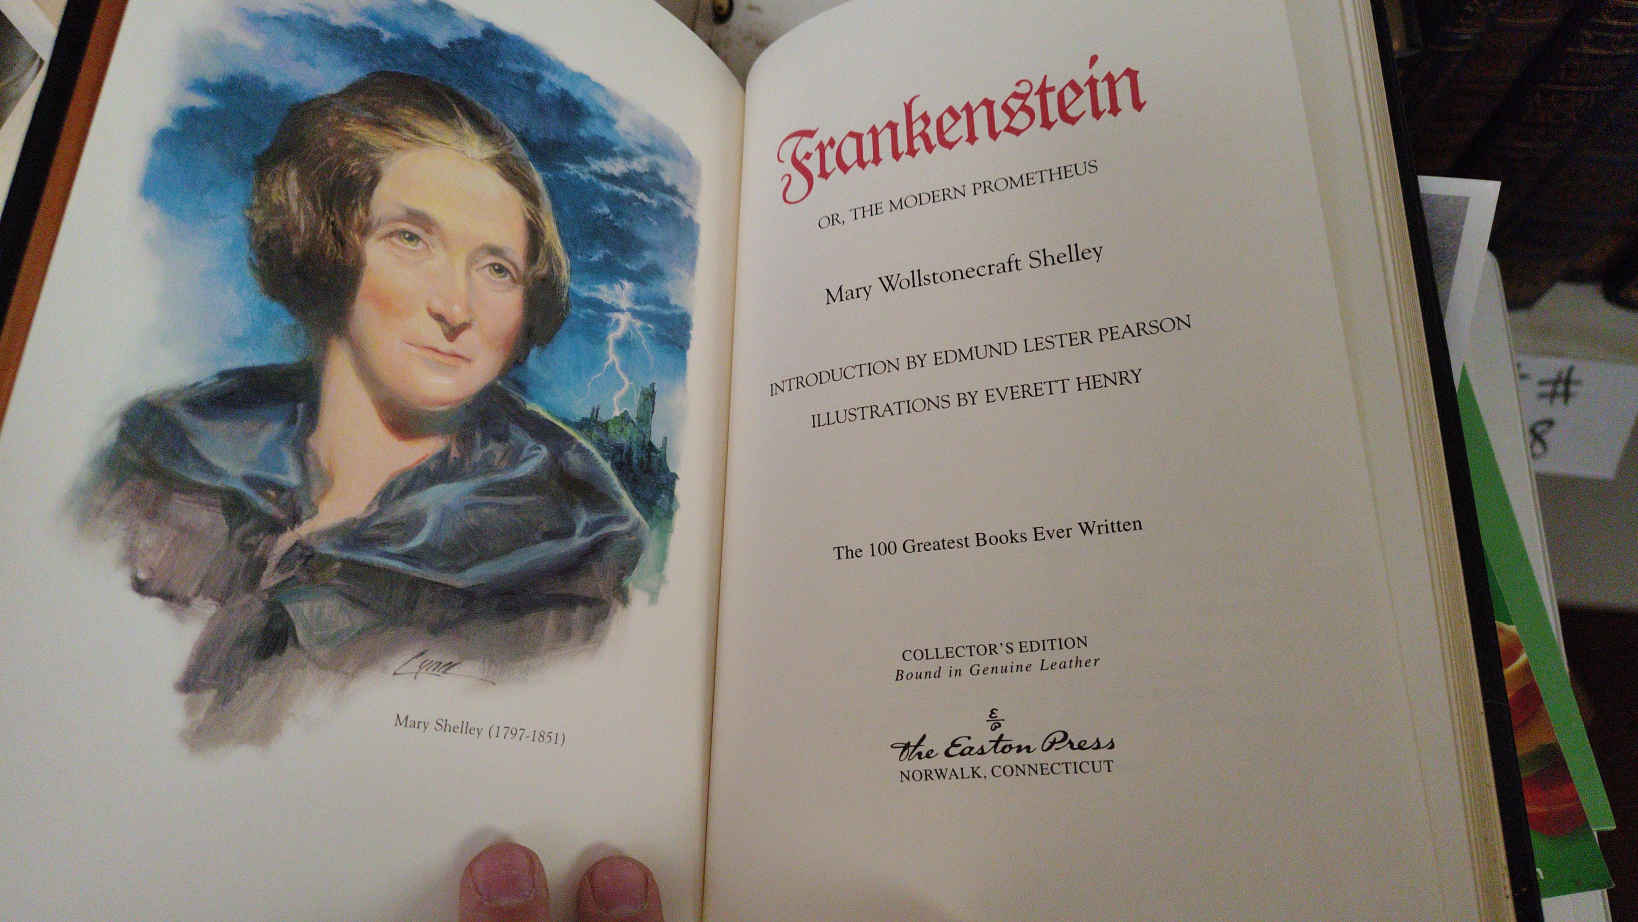 Mary Shelley (1797-1851)
Frankenstein
OR, THE MODERN PROMETHEUS
Mary Wollstonecraft Shelley
INTRODUCTION BY EDMUND LESTER PEARSON
ILLUSTRATIONS BY EVERETT HENRY
The 100 Greatest Books Ever Written
COLLECTOR'S EDITION
Bound in Genuine Leather
The Easton Press
NORWALK, CONNECTICUT
#
8